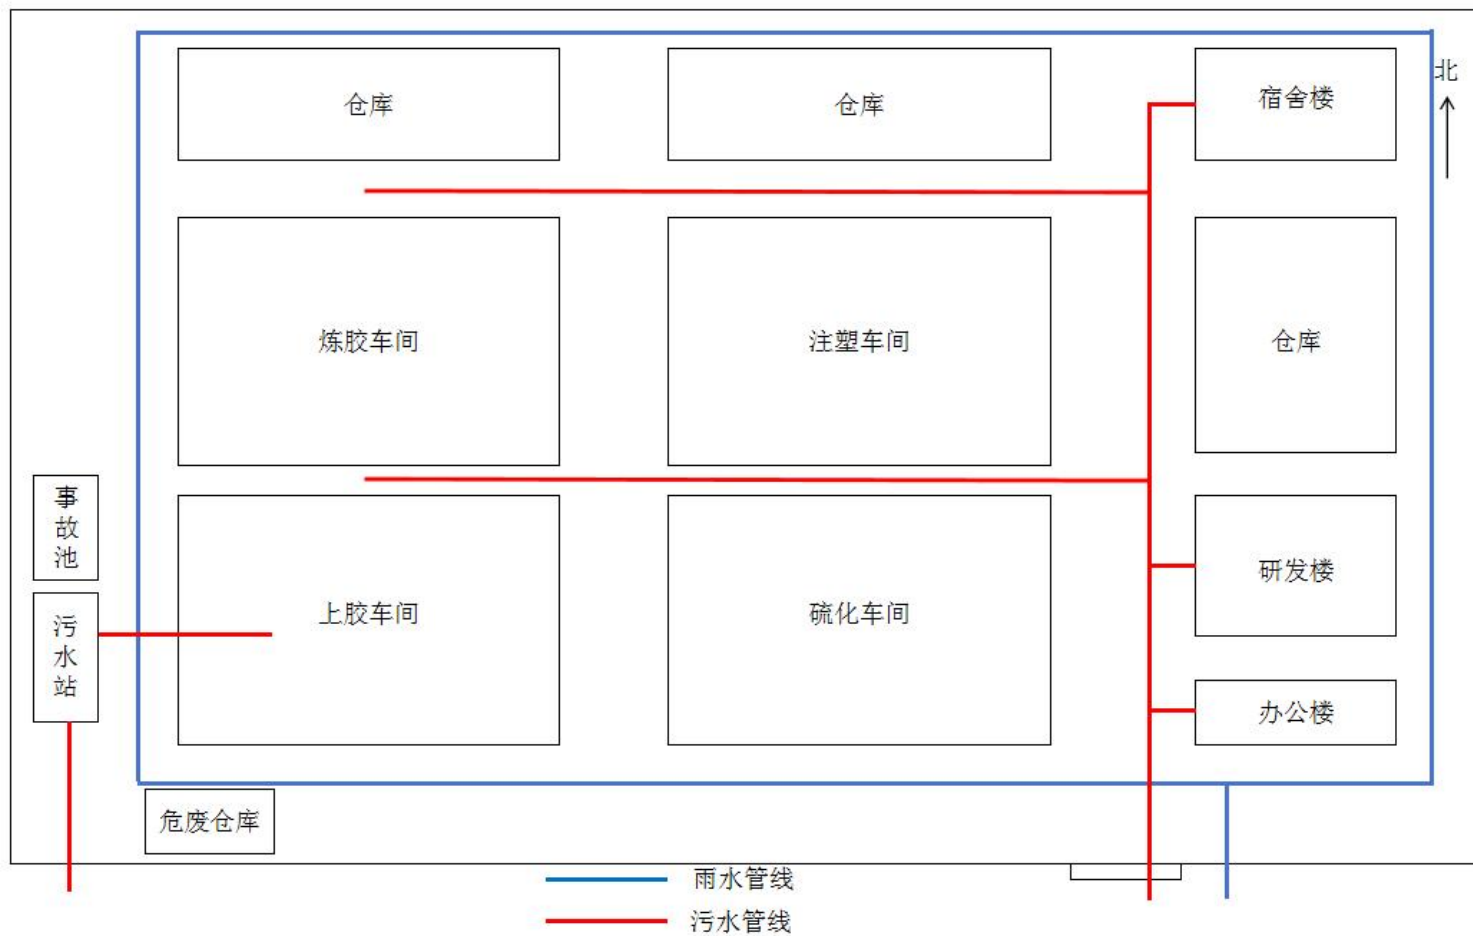 仓库
仓库
宿舍楼
北
炼胶车间
注塑车间
仓库
事故池
上胶车间
硫化车间
研发楼
污水站
办公楼
危废仓库
雨水管线
污水管线